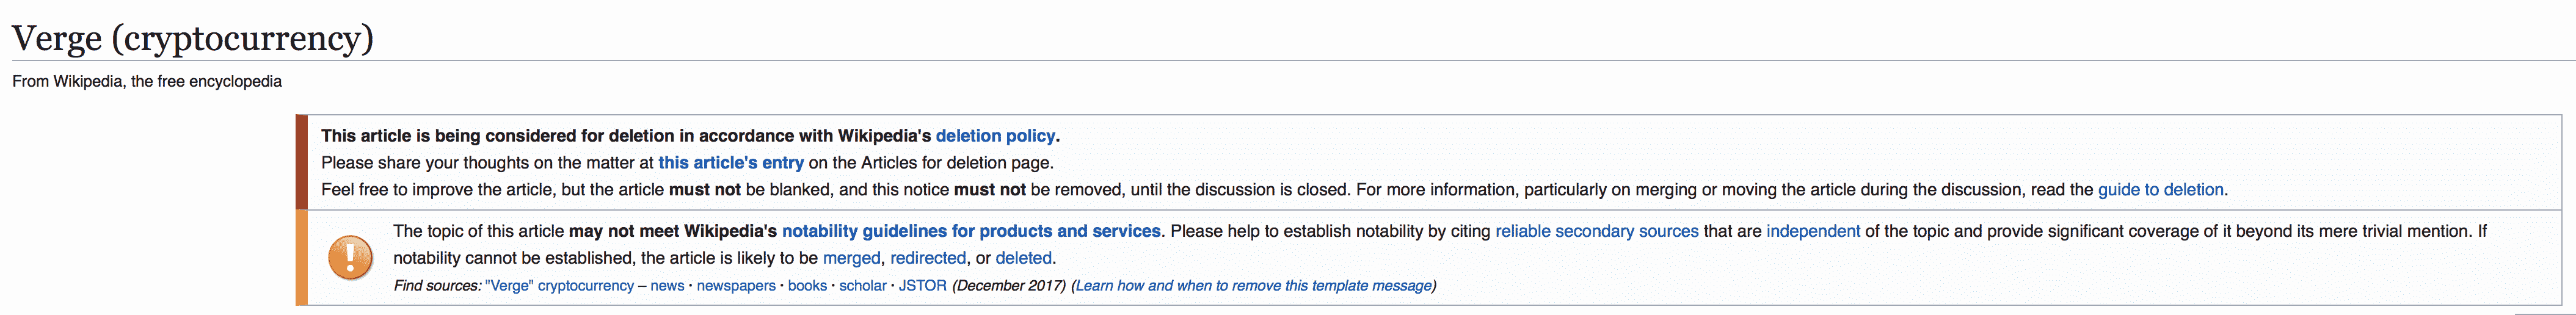 Verge (cryptocurrency)
From Wikipedia, the free encyclopedia
This article is being considered for deletion in accordance with Wikipedia's deletion policy.
Please share your thoughts on the matter at this article's entry on the Articles for deletion page.
Feel free to improve the article, but the article must not be blanked, and this notice must not be removed, until the discussion is closed. For more information, particularly on merging or moving the article during the discussion, read the guide to deletion.
The topic of this article may not meet Wikipedia's notability guidelines for products and services. Please help to establish notability by citing reliable secondary sources that are independent of the topic and provide significant coverage of it beyond its mere trivial mention. If
notability cannot be established, the article is likely to be merged, redirected, or deleted.
Find sources: "Verge" cryptocurrency – news · newspapers · books · scholar · JSTOR (December 2017) (Learn how and when to remove this template message)